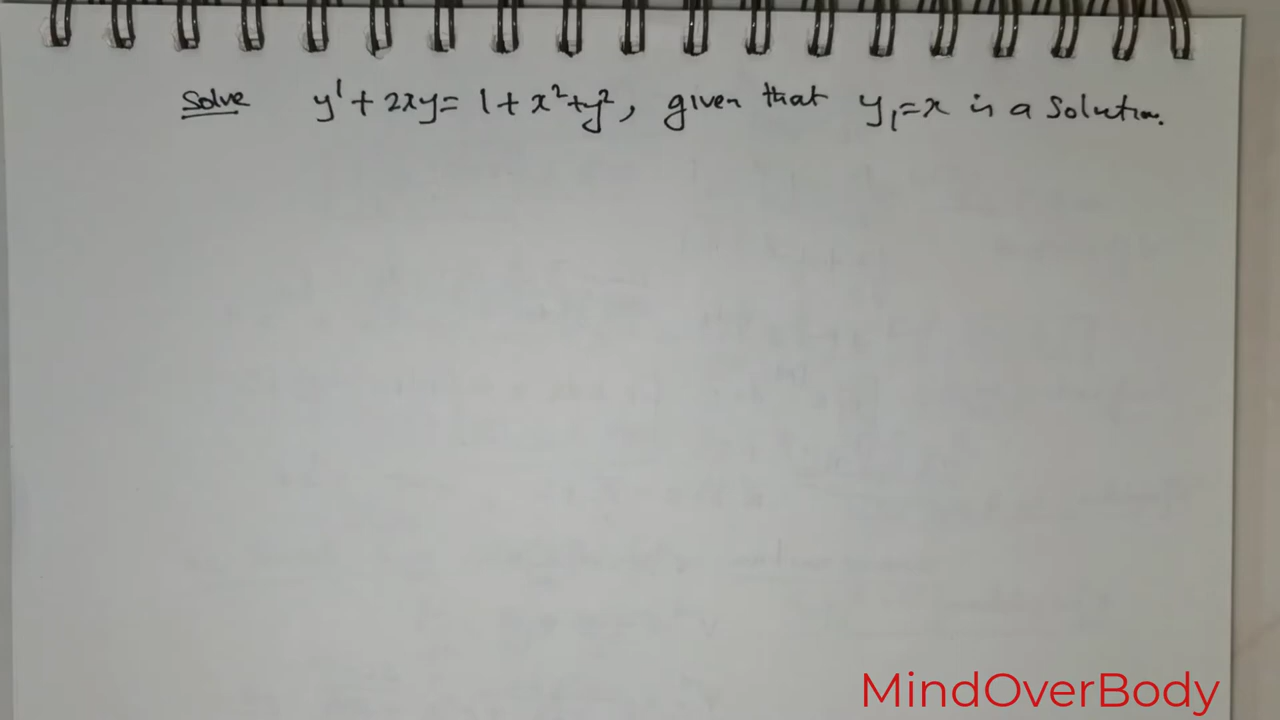 Solve y' + 2xy = 1 + x² + y², given that y₁ = x is a solution.
MindOverBody